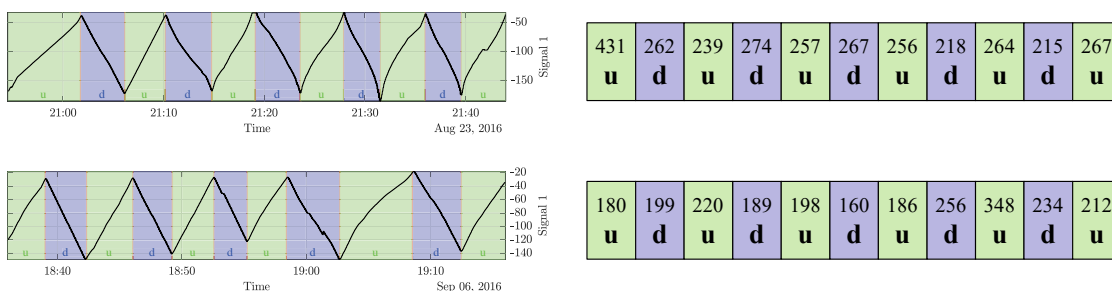 -50
-100
-150
Signal 1
u d u d u d u d u d u
21:00 21:10 21:20 21:30 21:40
Time
Aug 23, 2016
431 262 239 274 257 267 256 218 264 215 267
u d u d u d u d u d u
-20
-40
-60
-80
-100
-120
-140
Signal 1
u d u d u d u d u d u
18:40 18:50 19:00 19:10
Time
Sep 06, 2016
180 199 220 189 198 160 186 256 348 234 212
u d u d u d u d u d u